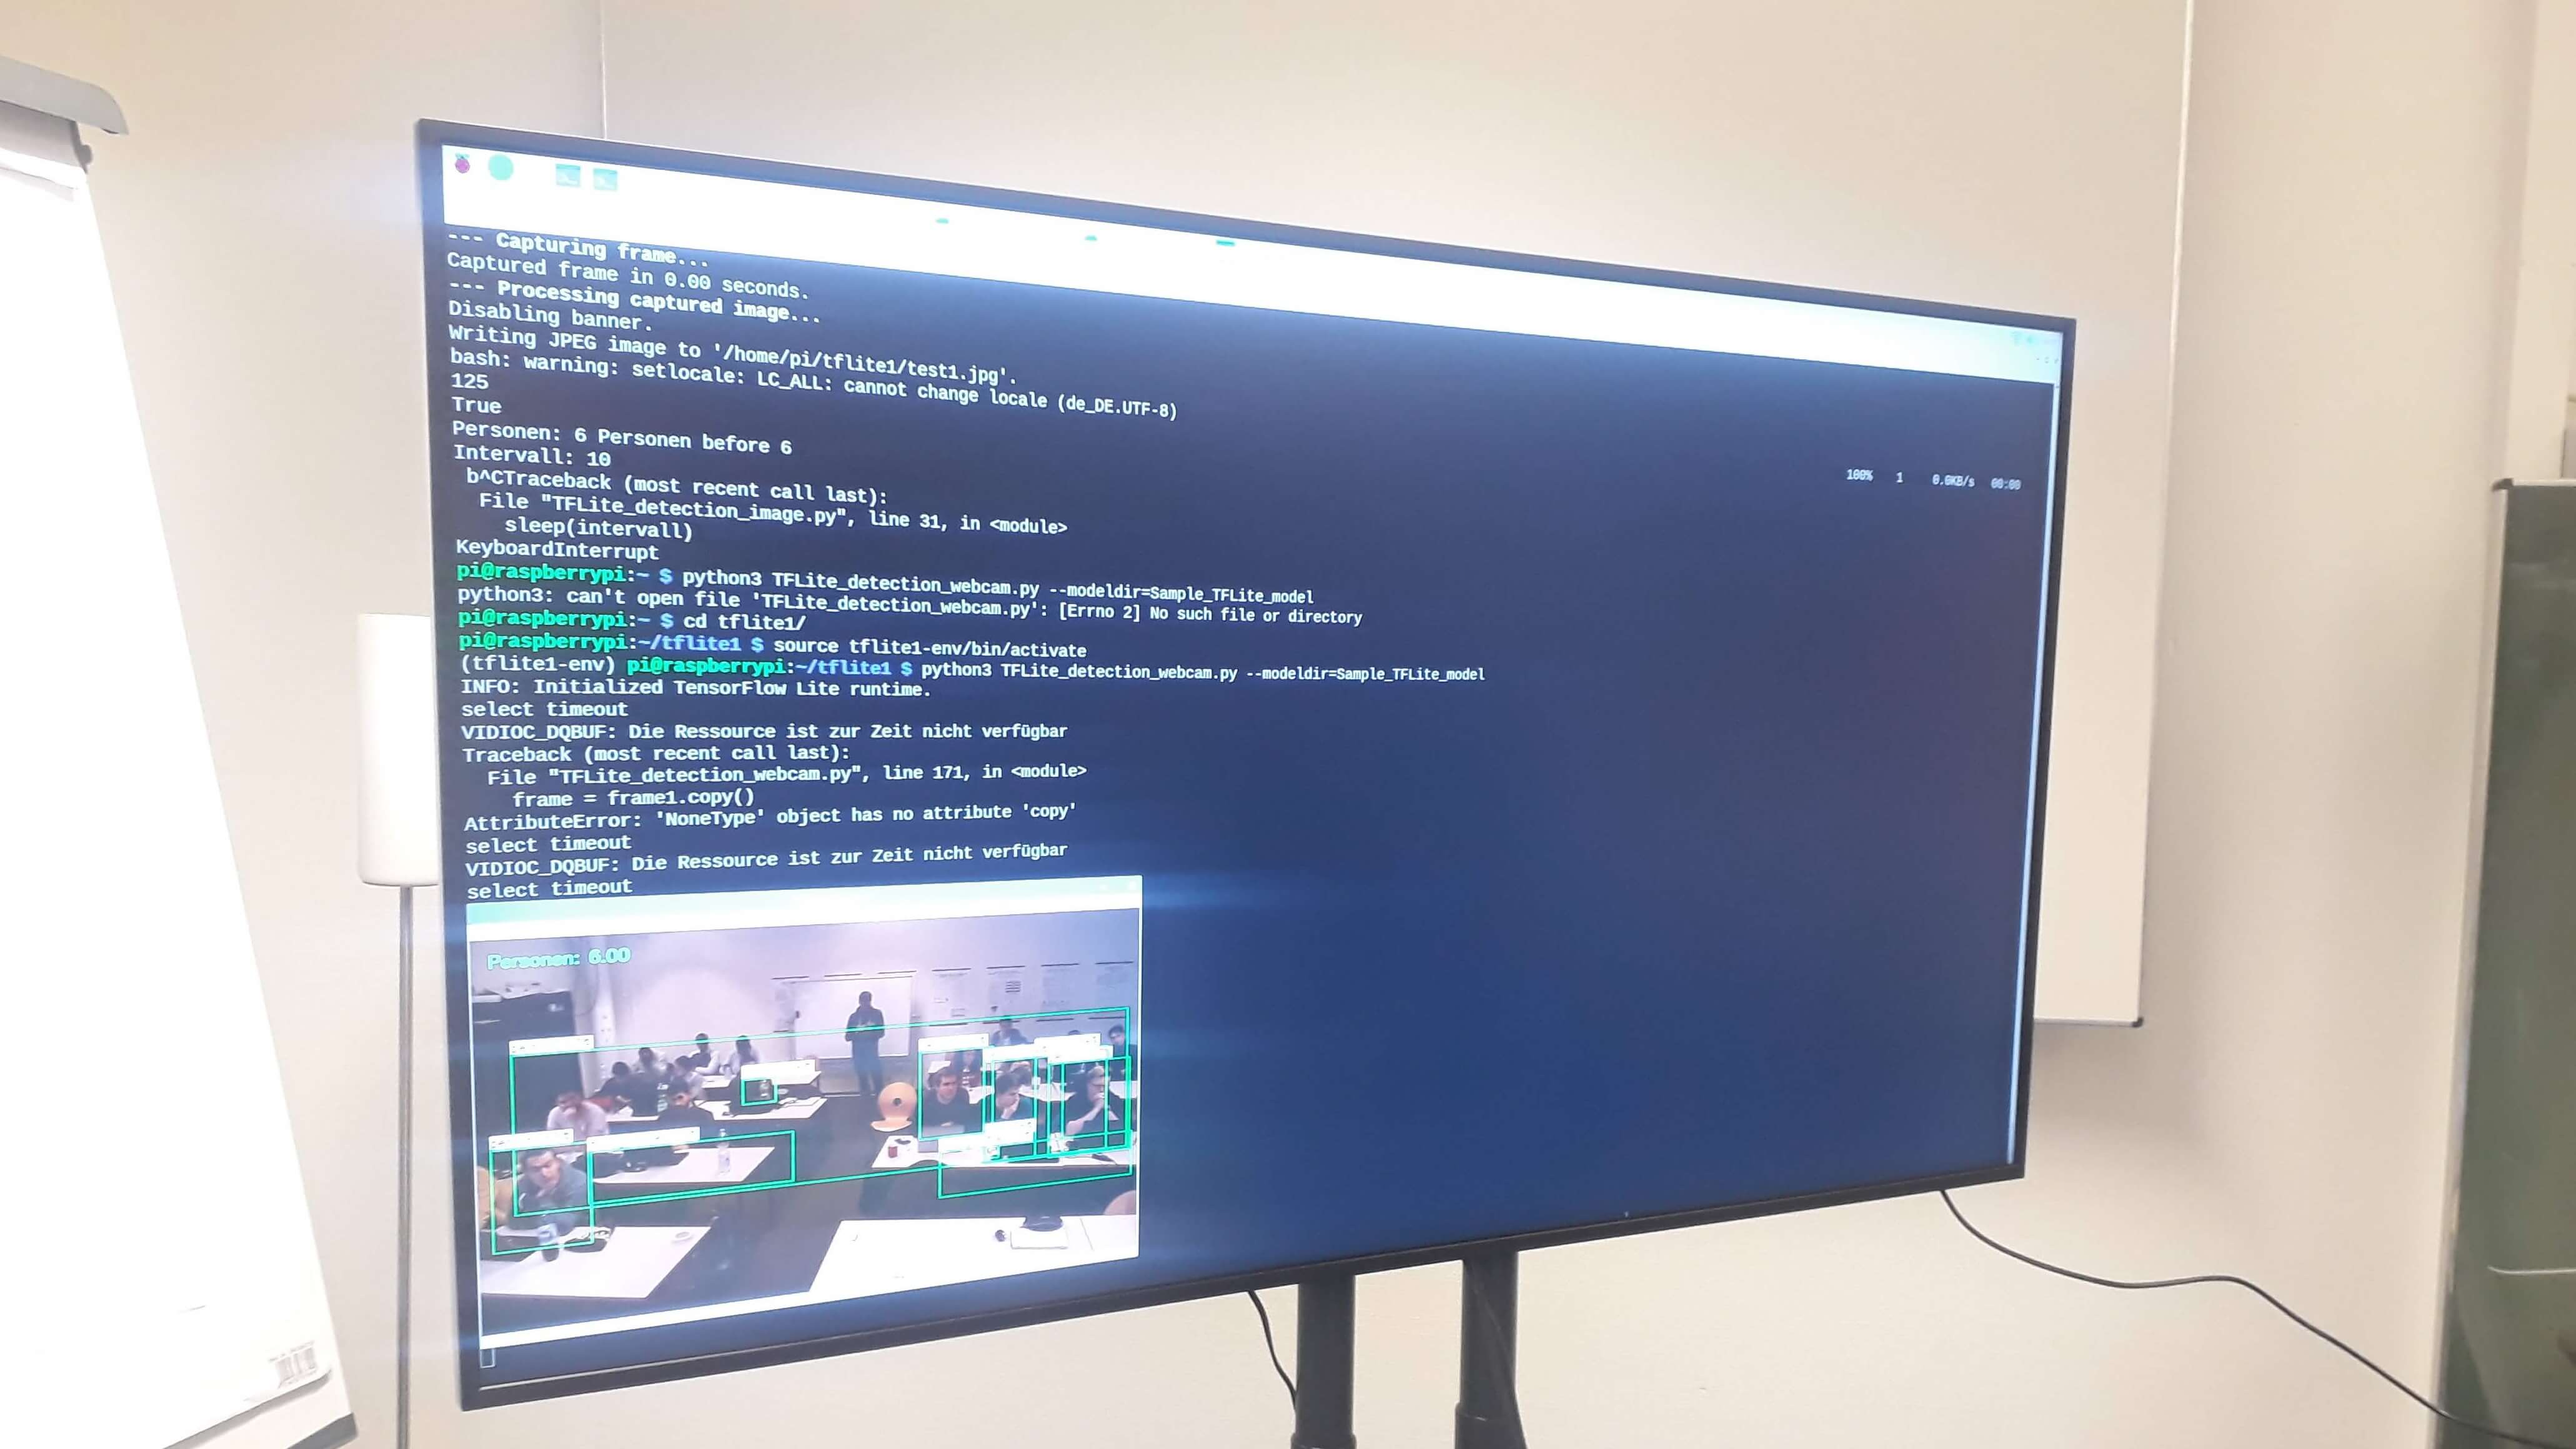 --- Capturing frame...
Captured frame in 0.00 seconds.
--- Processing captured image...
Disabling banner.
Writing JPEG image to '/home/pi/tflite1/test1.jpg'.
bash: warning: setlocale: LC_ALL: cannot change locale (de_DE.UTF-8)
125
True
Personen: 6 Personen before 6
Intervall: 10
100% 1 0.0KB/s 00:00
b^CTraceback (most recent call last):
File "TFLite_detection_image.py", line 31, in <module>
sleep(intervall)
KeyboardInterrupt
pi@raspberrypi:~ $ python3 TFLite_detection_webcam.py --modeldir=Sample_TFLite_model
python3: can't open file 'TFLite_detection_webcam.py': [Errno 2] No such file or directory
pi@raspberrypi:~ $ cd tflite1/
pi@raspberrypi:~/tflite1 $ source tflite1-env/bin/activate
(tflite1-env) pi@raspberrypi:~/tflite1 $ python3 TFLite_detection_webcam.py --modeldir=Sample_TFLite_model
INFO: Initialized TensorFlow Lite runtime.
select timeout
VIDIOC_DQBUF: Die Ressource ist zur Zeit nicht verfügbar
Traceback (most recent call last):
File "TFLite_detection_webcam.py", line 171, in <module>
frame = frame1.copy()
AttributeError: 'NoneType' object has no attribute 'copy'
select timeout
VIDIOC_DQBUF: Die Ressource ist zur Zeit nicht verfügbar
select timeout
Personen: 6.00